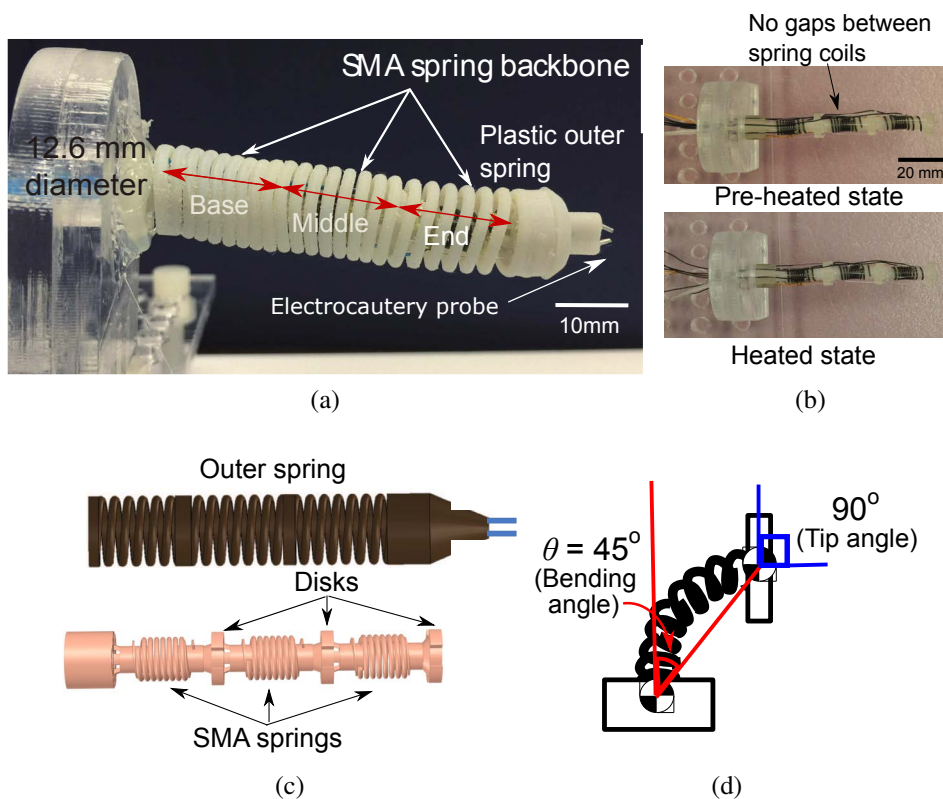 SMA spring backbone
Plastic outer
spring
12.6 mm
diameter
Base
Middle
End
Electrocautery probe
10mm
(a)
No gaps between
spring coils
20 mm
Pre-heated state
Heated state
(b)
Outer spring
Disks
SMA springs
(c)
θ = 45°
(Bending
angle)
90°
(Tip angle)
(d)